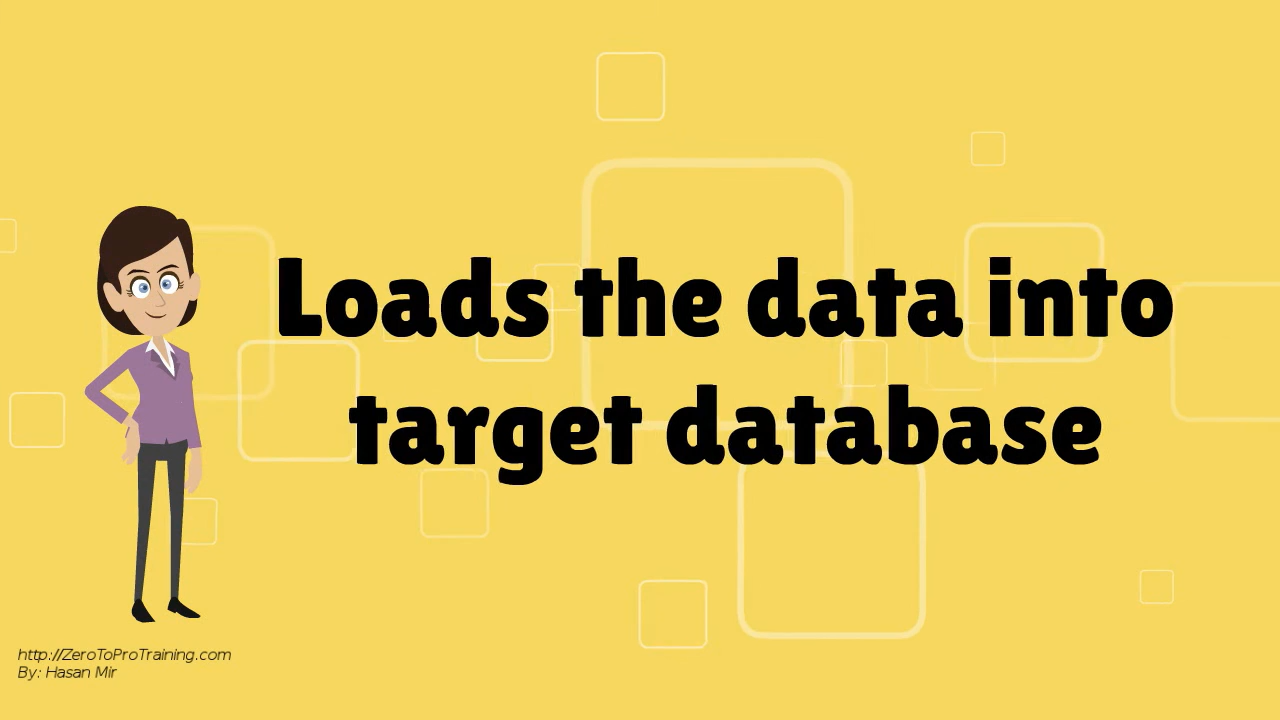 Loads the data into
target database
http://ZeroToProTraining.com
By: Hasan Mir